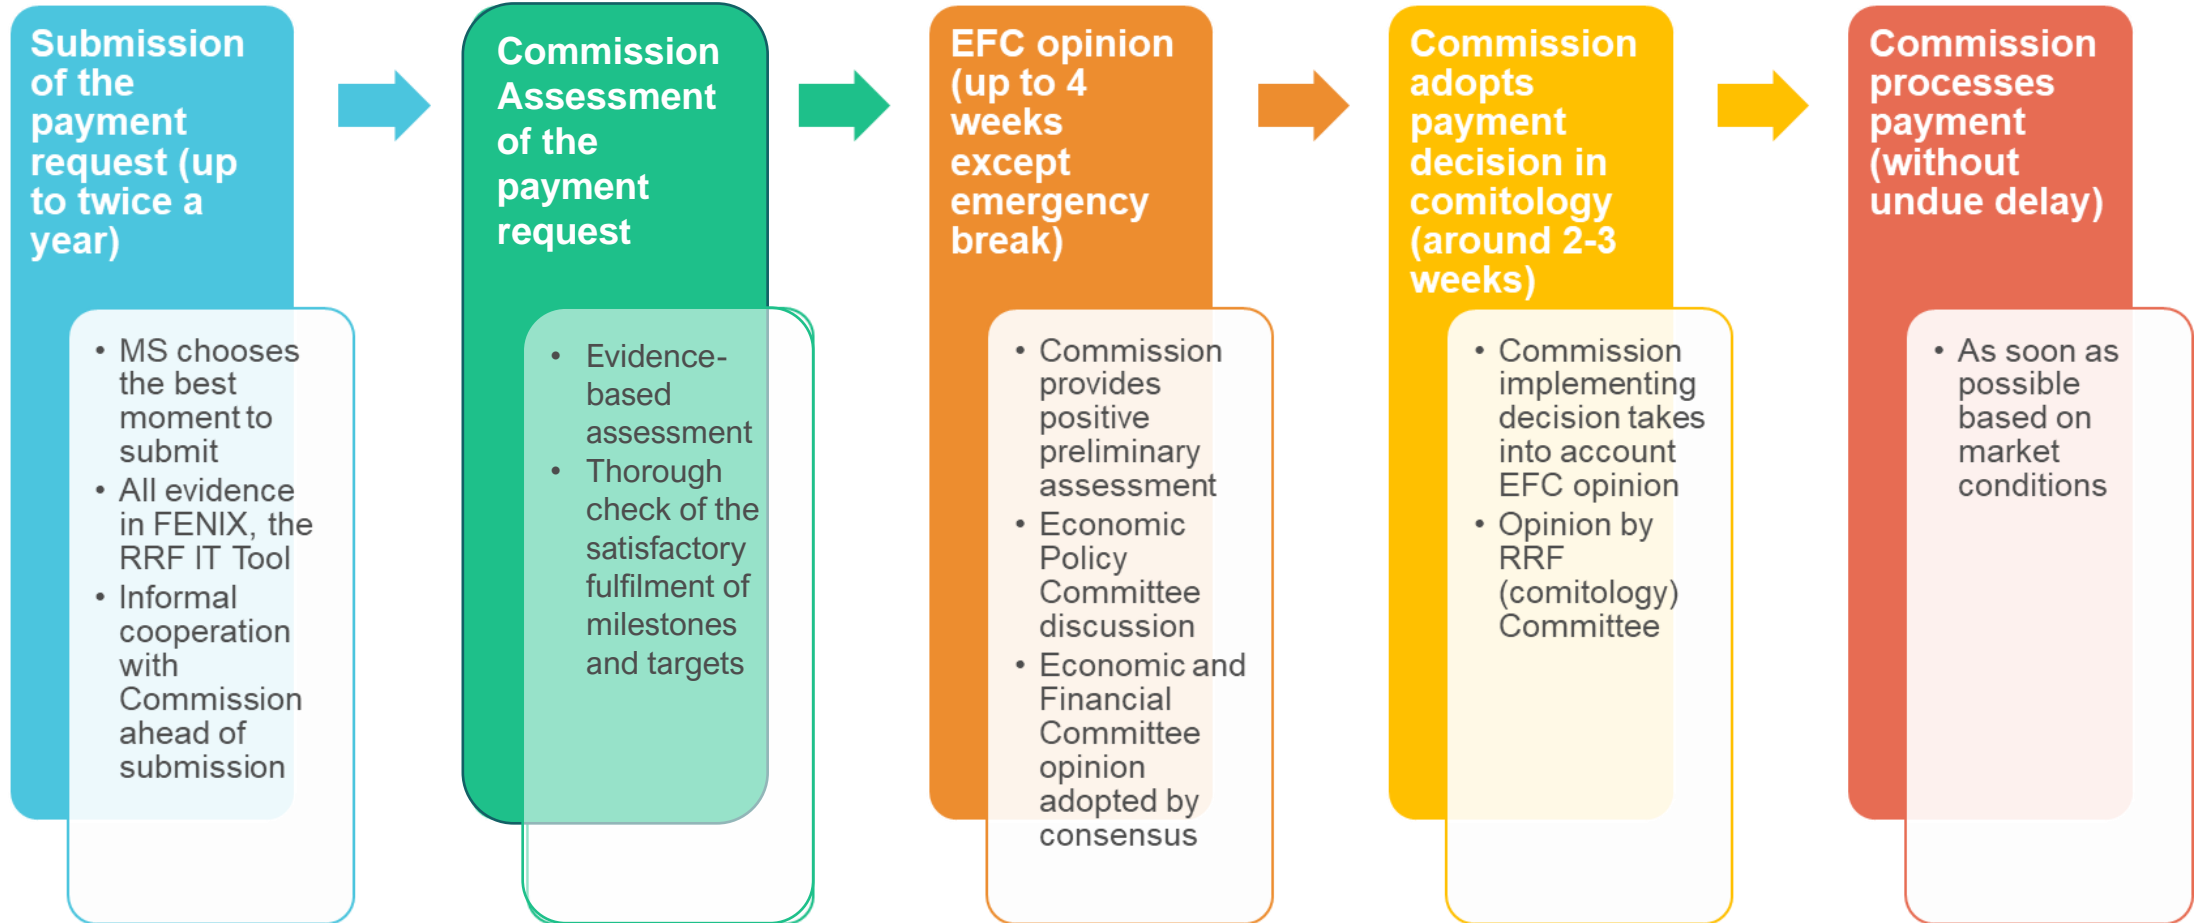 Submission
of the
payment
request (up
to twice a
year)
• MS chooses
the best
moment to
submit
• All evidence
in FENIX, the
RRF IT Tool
• Informal
cooperation
with
Commission
ahead of
submission
Commission
Assessment
of the
payment
request
• Evidence-
based
assessment
• Thorough
check of the
satisfactory
fulfilment of
milestones
and targets
EFC opinion
(up to 4
weeks
except
emergency
break)
• Commission
provides
positive
preliminary
assessment
• Economic
Policy
Committee
discussion
• Economic and
Financial
Committee
opinion
adopted by
consensus
Commission
adopts
payment
decision in
comitology
(around 2-3
weeks)
• Commission
implementing
decision takes
into account
EFC opinion
• Opinion by
RRF
(comitology)
Committee
Commission
processes
payment
(without
undue delay)
• As soon as
possible
based on
market
conditions